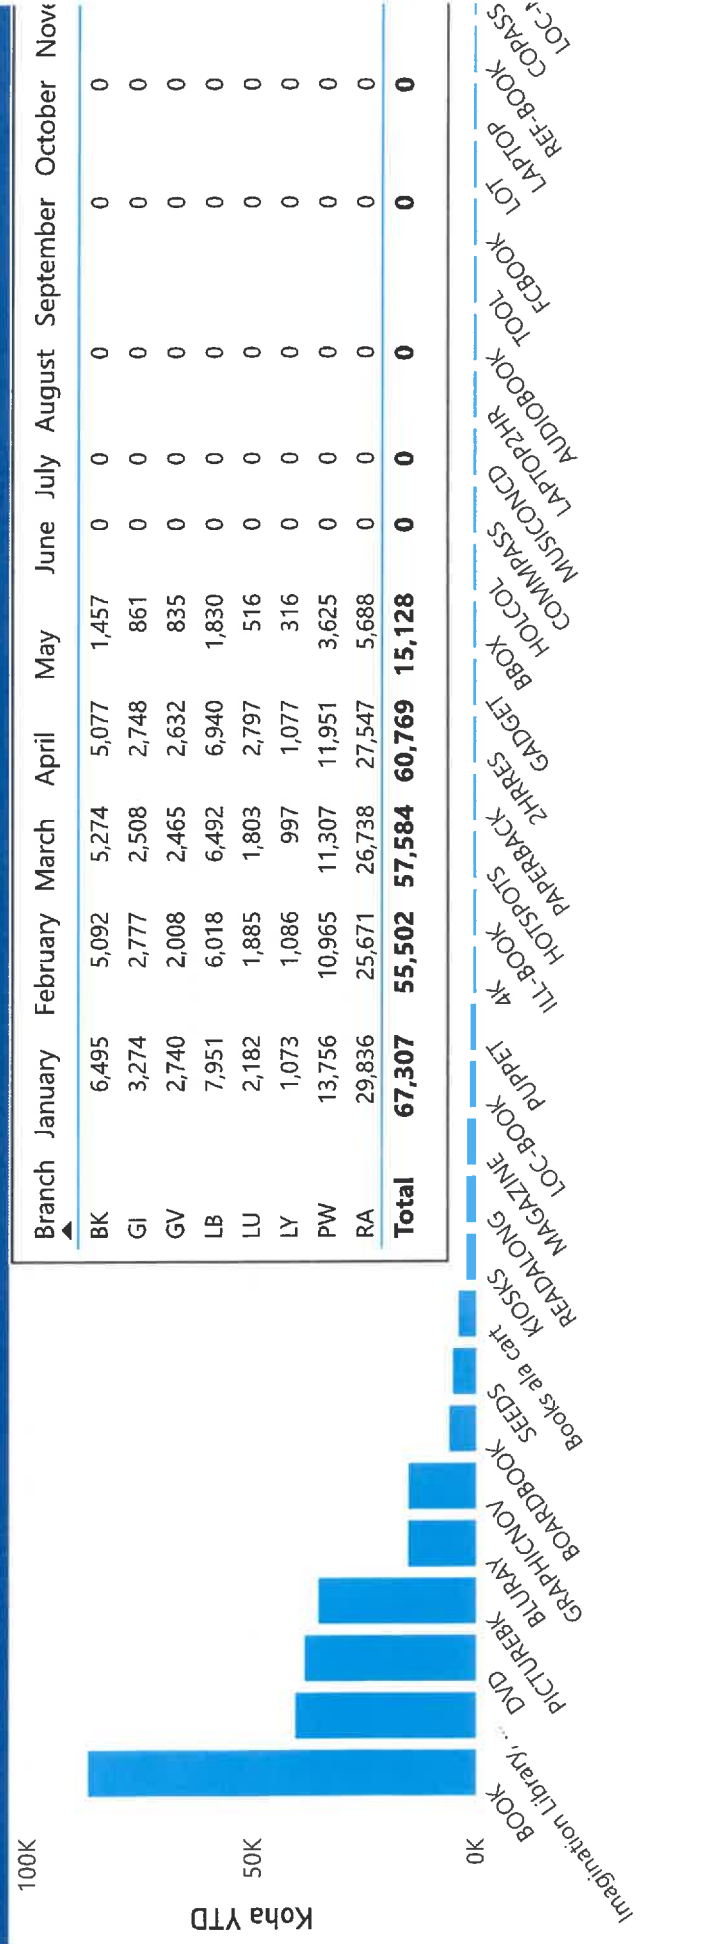 Branch January February March April May June July August September October Nove
BK 6,495 5,092 5,274 5,077 1,457 0 0 0 0 0
GI 3,274 2,777 2,508 2,748 861 0 0 0 0 0
GV 2,740 2,008 2,465 2,632 835 0 0 0 0 0
LB 7,951 6,018 6,492 6,940 1,830 0 0 0 0 0
LU 2,182 1,885 1,803 2,797 516 0 0 0 0 0
LY 1,073 1,086 997 1,077 316 0 0 0 0 0
PW 13,756 10,965 11,307 11,951 3,625 0 0 0 0 0
RA 29,836 25,671 26,738 27,547 5,688 0 0 0 0 0
Total 67,307 55,502 57,584 60,769 15,128 0 0 0 0 0
Koha YTD
100K
50K
0K
BOOK
Imagination Library, ...
DVD
PICTUREBK
BLURAY
GRAPHICNOV
BOARDBOOK
SEEDS
Books ala cart
KIOSKS
READALONG
MAGAZINE
LOC-BOOK
PUPPET
4K
ILL-BOOK
HOTSPOTS
PAPERBACK
2HRRES
GADGET
BBOX
HOLCOL
COMMPASS
MUSICONCD
LAPTOP2HR
AUDIOBOOK
TOOL
FCBOOK
LOT
LAPTOP
REF-BOOK
COPASS